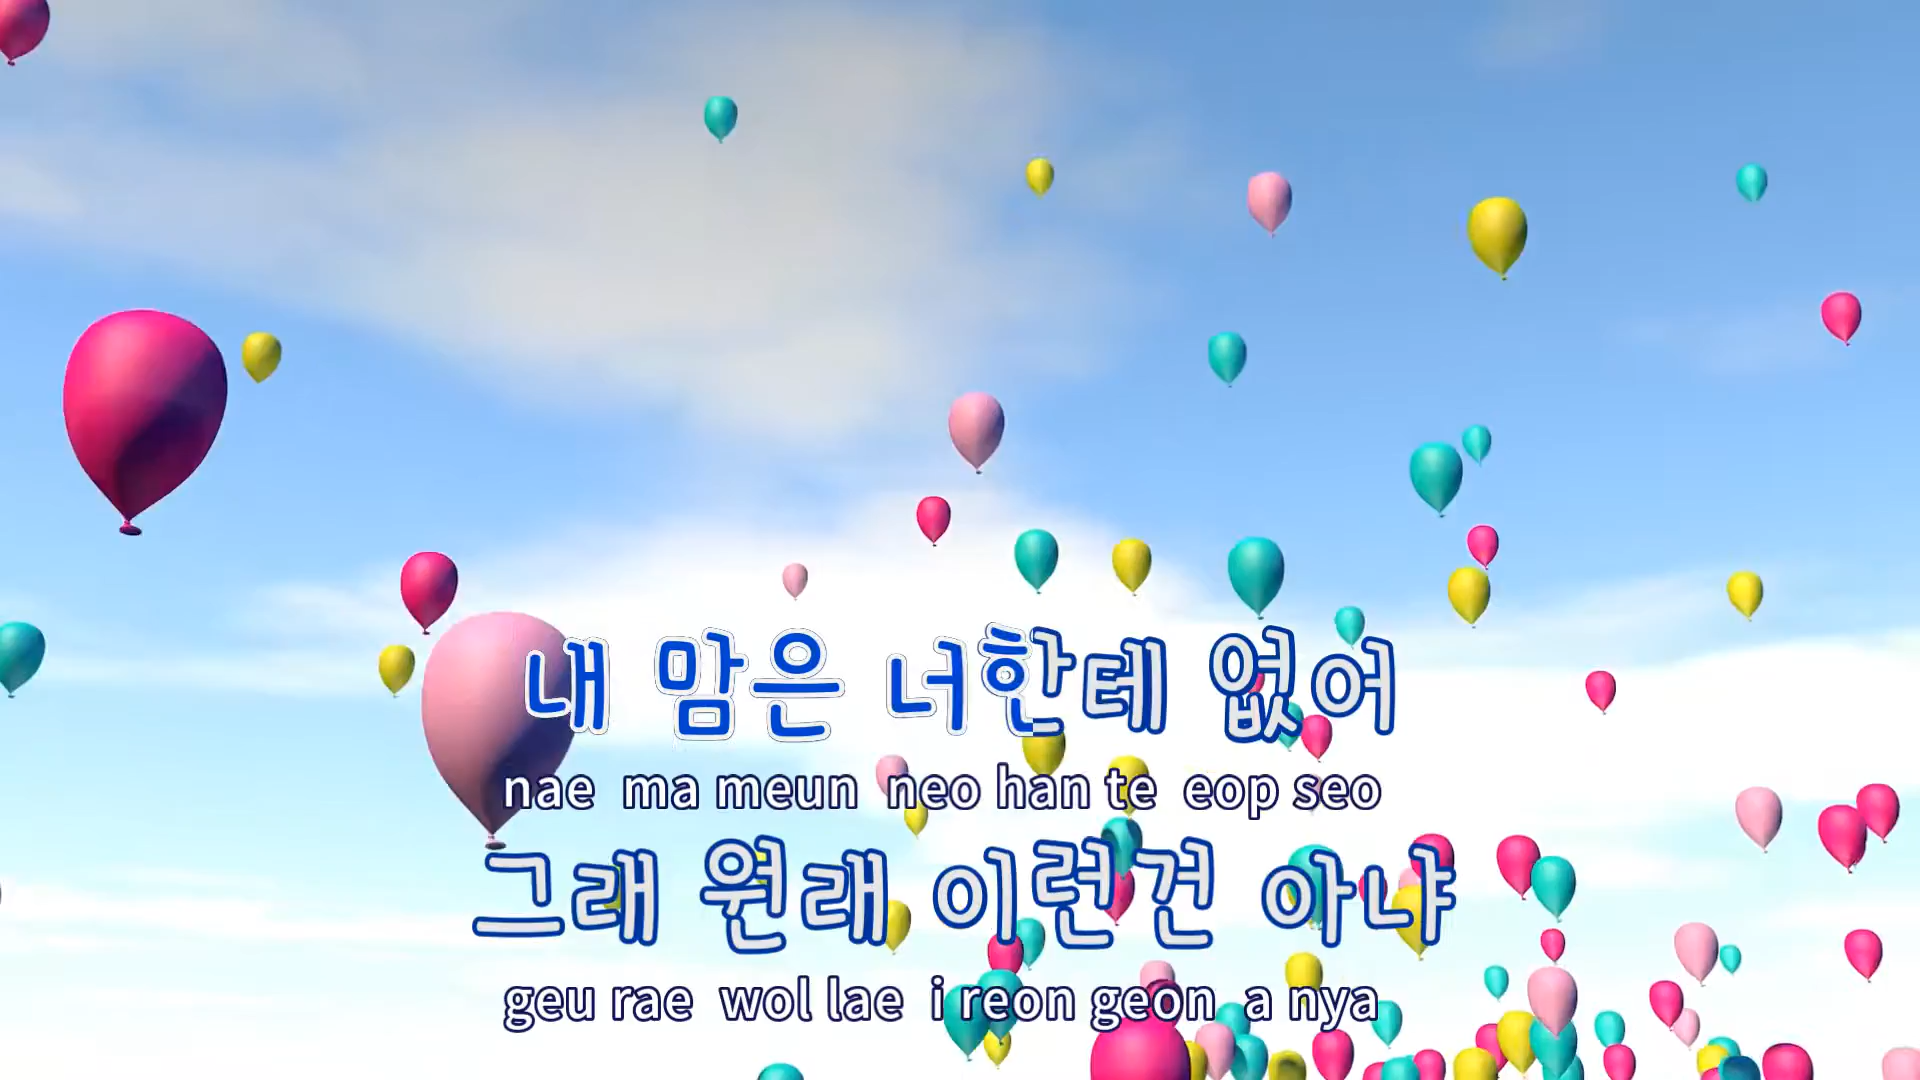 내 맘은 너한테 없어
nae ma meun neo han te eop seo
그래 원래 이런건 아냐
geu rae wol lae i reon geon a nya